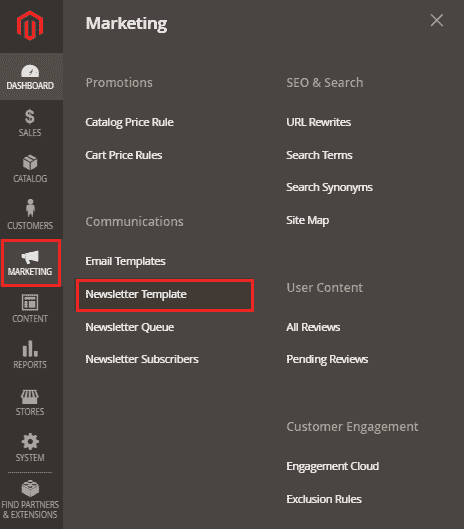 DASHBOARD
SALES
CATALOG
CUSTOMERS
MARKETING
CONTENT
REPORTS
STORES
SYSTEM
FIND PARTNERS
& EXTENSIONS
Marketing
Promotions
Catalog Price Rule
Cart Price Rules
Communications
Email Templates
Newsletter Template
Newsletter Queue
Newsletter Subscribers
SEO & Search
URL Rewrites
Search Terms
Search Synonyms
Site Map
User Content
All Reviews
Pending Reviews
Customer Engagement
Engagement Cloud
Exclusion Rules